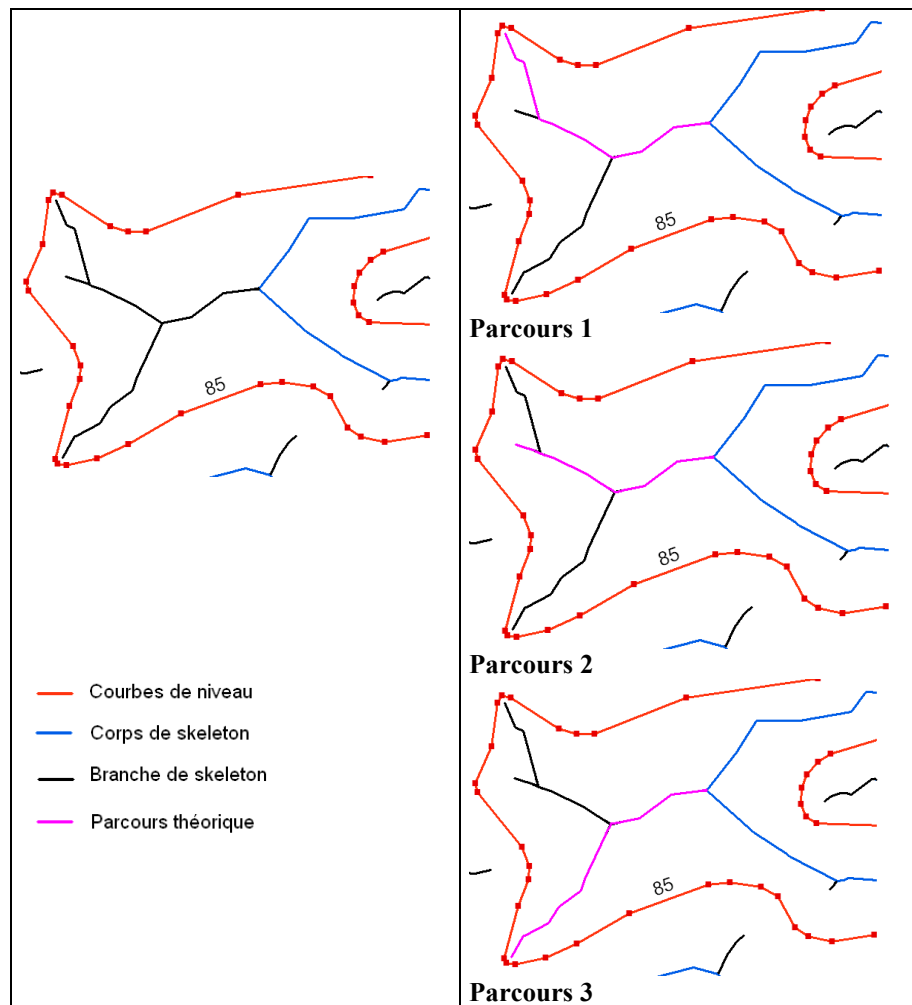 85
Courbes de niveau
Corps de skeleton
Branche de skeleton
Parcours théorique
85
Parcours 1
85
Parcours 2
85
Parcours 3